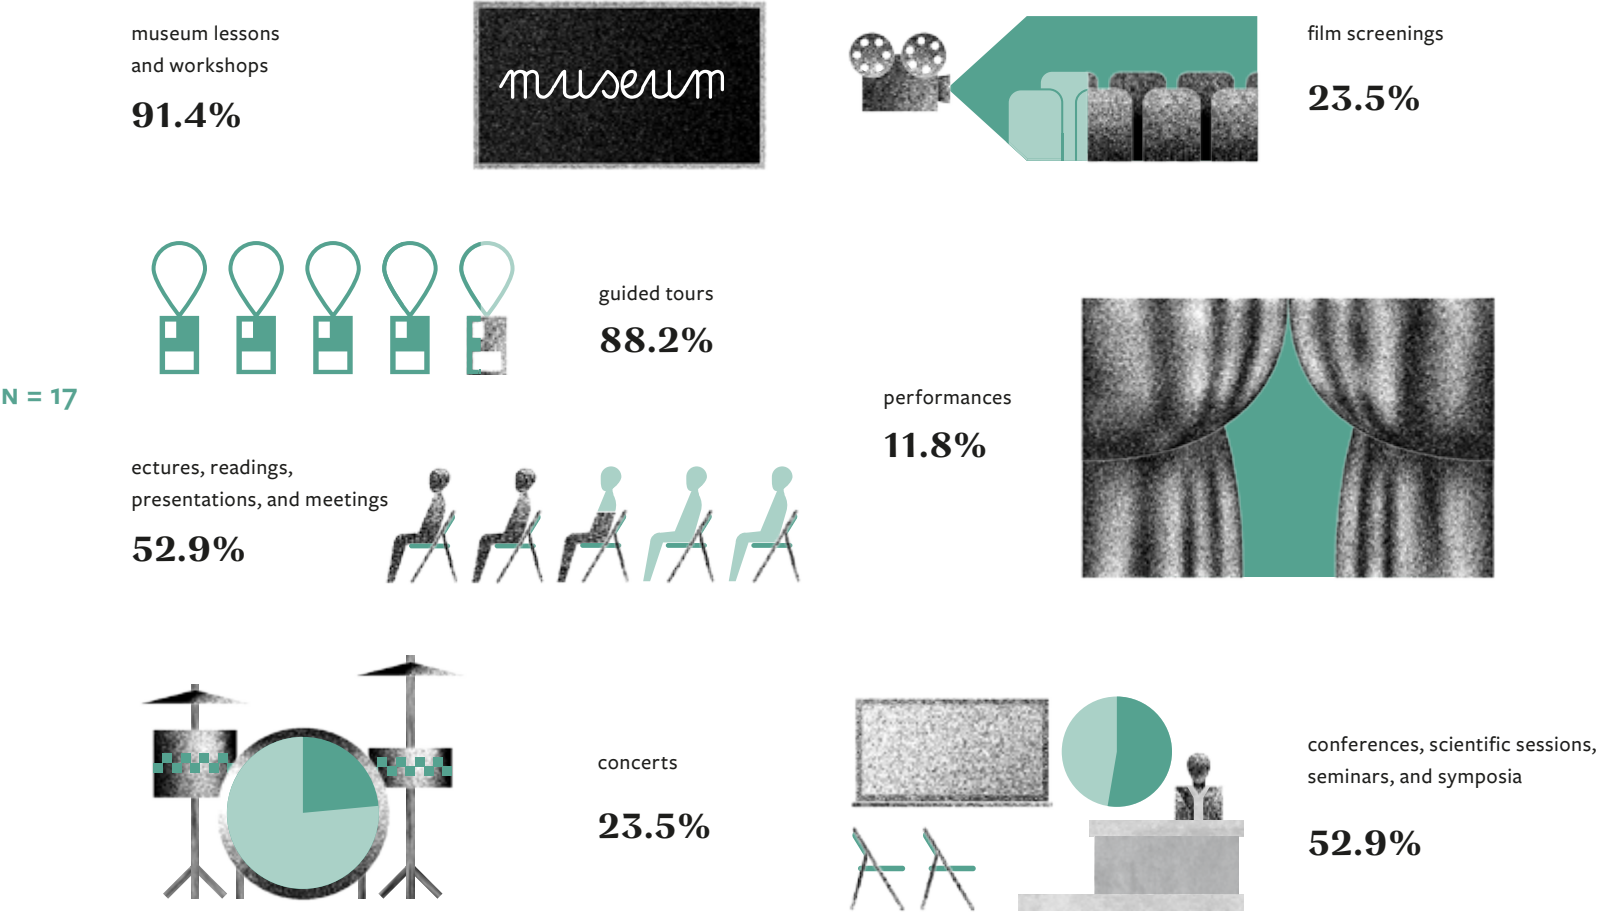 museum lessons
and workshops
91.4%
museum
film screenings
23.5%
guided tours
88.2%
N = 17
performances
11.8%
ectures, readings,
presentations, and meetings
52.9%
concerts
23.5%
conferences, scientific sessions,
seminars, and symposia
52.9%